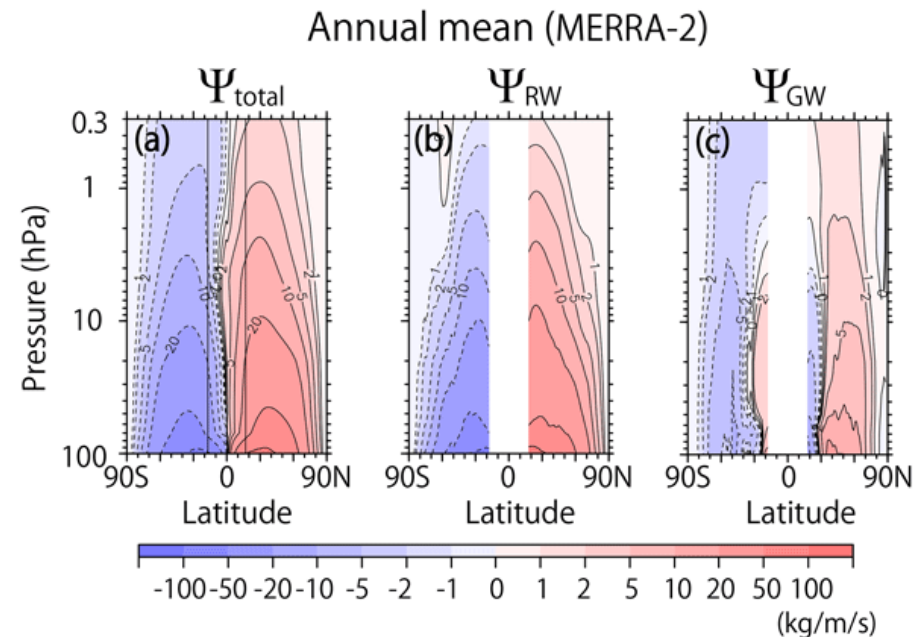 Annual mean (MERRA-2)
Ψtotal
ΨRW
ΨGW
(a)
(b)
(c)
Pressure (hPa)
0.3
1
10
100
90S 0 90N
90S 0 90N
90S 0 90N
Latitude
Latitude
Latitude
-100 -50 -20 -10 -5 -2 -1 0 1 2 5 10 20 50 100
(kg/m/s)